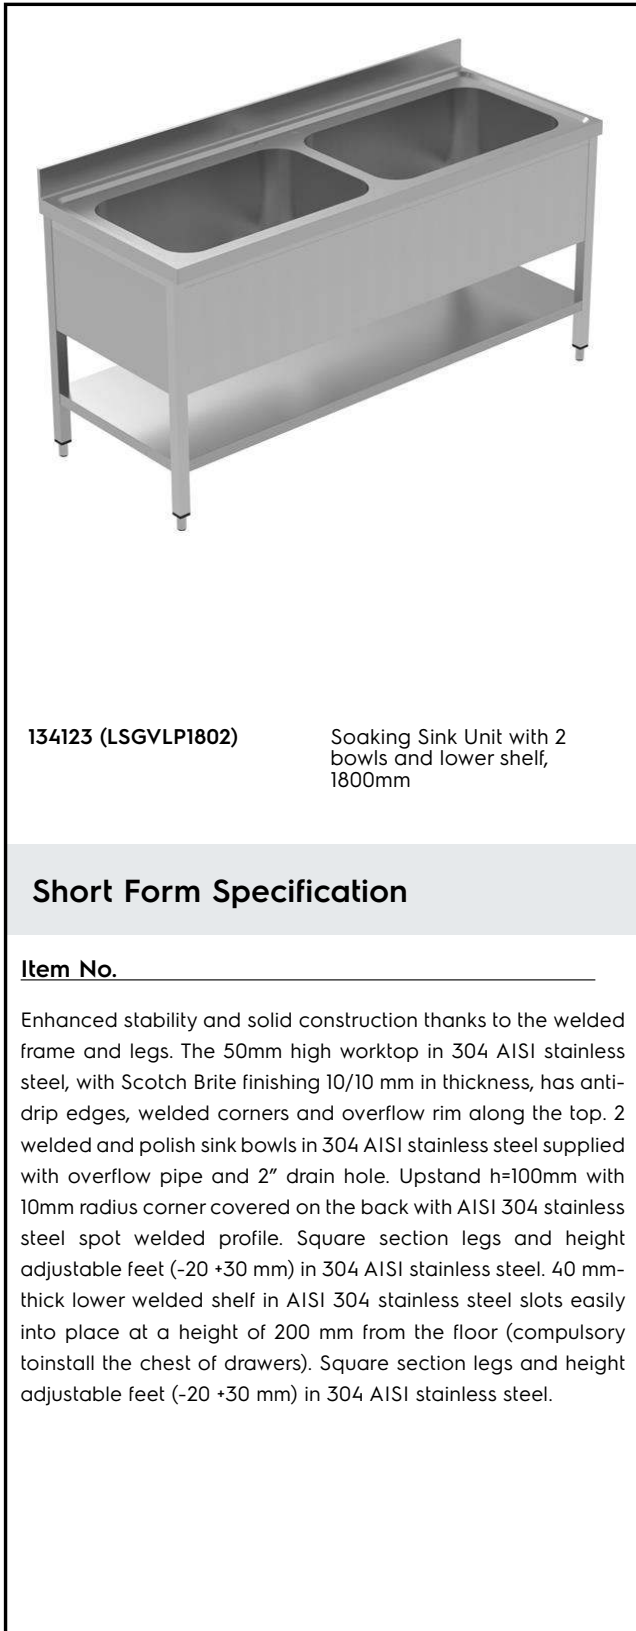 134123 (LSGVLP1802)
Soaking Sink Unit with 2
bowls and lower shelf,
1800mm
Short Form Specification
Item No.
Enhanced stability and solid construction thanks to the welded
frame and legs. The 50mm high worktop in 304 AISI stainless
steel, with Scotch Brite finishing 10/10 mm in thickness, has anti-
drip edges, welded corners and overflow rim along the top. 2
welded and polish sink bowls in 304 AISI stainless steel supplied
with overflow pipe and 2″ drain hole. Upstand h=100mm with
10mm radius corner covered on the back with AISI 304 stainless
steel spot welded profile. Square section legs and height
adjustable feet (-20 +30 mm) in 304 AISI stainless steel. 40 mm-
thick lower welded shelf in AISI 304 stainless steel slots easily
into place at a height of 200 mm from the floor (compulsory
toinstall the chest of drawers). Square section legs and height
adjustable feet (-20 +30 mm) in 304 AISI stainless steel.